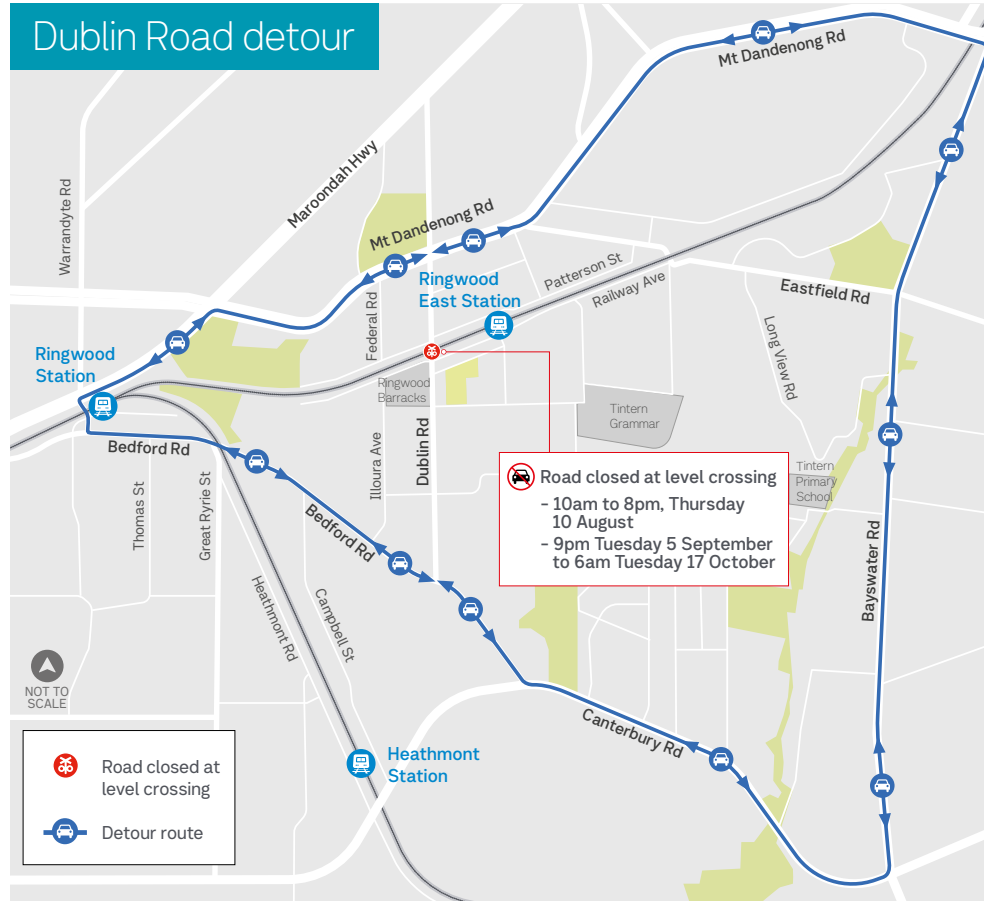 Dublin Road detour
Mt Dandenong Rd
Maroondah Hwy
Warrandyte Rd
Mt Dandenong Rd
Ringwood
East Station
Patterson St
Railway Ave
Eastfield Rd
Federal Rd
Long View Rd
Ringwood
Station
Ringwood
Barracks
Tintern
Grammar
Bedford Rd
Illoura Ave
Dublin Rd
Thomas St
Great Ryrie St
Road closed at level crossing
- 10am to 8pm, Thursday
10 August
- 9pm Tuesday 5 September
to 6am Tuesday 17 October
Tintern
Primary
School
Bedford Rd
Bayswater Rd
Heathmont Rd
Campbell St
NOT TO
SCALE
Canterbury Rd
Heathmont
Station
Road closed at
level crossing
Detour route